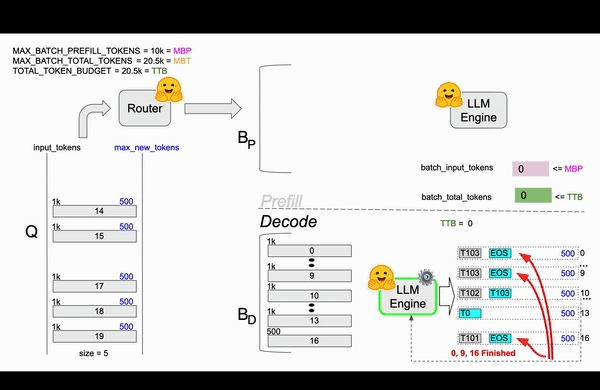 MAX_BATCH_PREFILL_TOKENS = 10k = MBP
MAX_BATCH_TOTAL_TOKENS = 20.5k = MBT
TOTAL_TOKEN_BUDGET = 20.5k = TTB
Router
LLM
Engine
input_tokens
max_new_tokens
B_P
batch_input_tokens
0
<= MBP
batch_total_tokens
0
<= TTB
Prefill
Decode
TTB = 0
Q
1k 500
14
1k 500
15
1k 500
17
1k 500
18
1k 500
19
size = 5
B_D
1k
0
1k
9
1k
10
1k
13
500
16
LLM
Engine
T103 EOS 500 0
...
T103 EOS 500 9
T102 T103 500 10
...
T0 500 13
T101 EOS 500 16
0, 9, 16 Finished